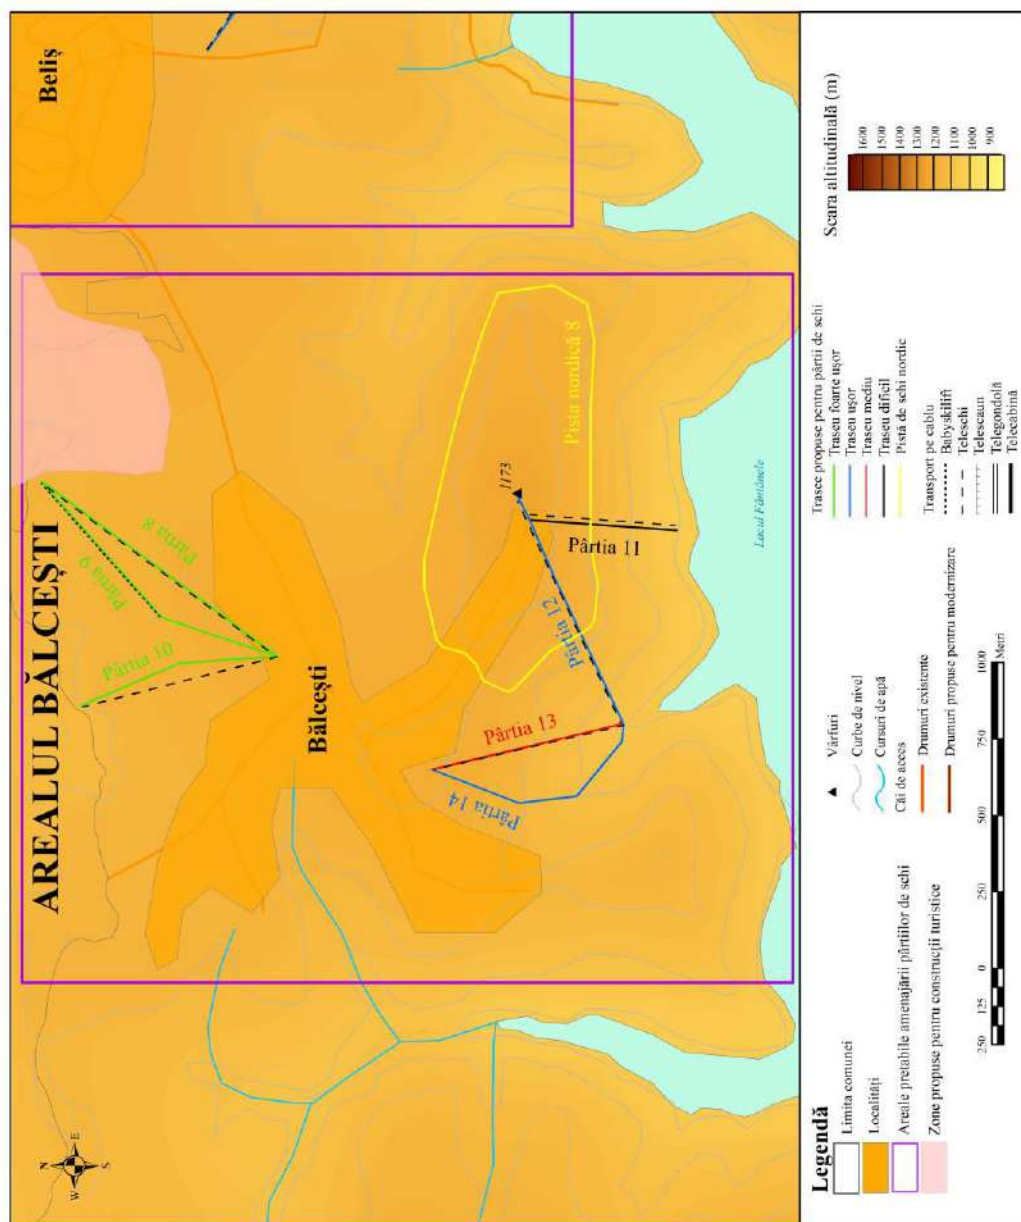 AREALUL BĂLCEȘTI
Beliș
N
W
E
S
Pârtia 10
Pârtia 9
Pârtia 8
Bălcești
Pista nordică 8
1173
Pârtia 11
Pârtia 12
Pârtia 13
Pârtia 14
Lacul Fântânele
Legendă
Limita comunei
Localități
Areale pretabile amenajării pârtiilor de schi
Zone propuse pentru construcții turistice
Vârfuri
Curbe de nivel
Cursuri de apă
Căi de acces
Drumuri existente
Drumuri propuse pentru modernizare
250 125 0 250 500 750 1000
Metri
Trasee propuse pentru pârtii de schi
Traseu foarte ușor
Traseu ușor
Traseu mediu
Traseu dificil
Pistă de schi nordic
Transport pe cablu
Babyskilift
Teleschi
Telescaun
Telegondolă
Telecabină
Scara altitudinală (m)
1600
1500
1400
1300
1200
1100
1000
900